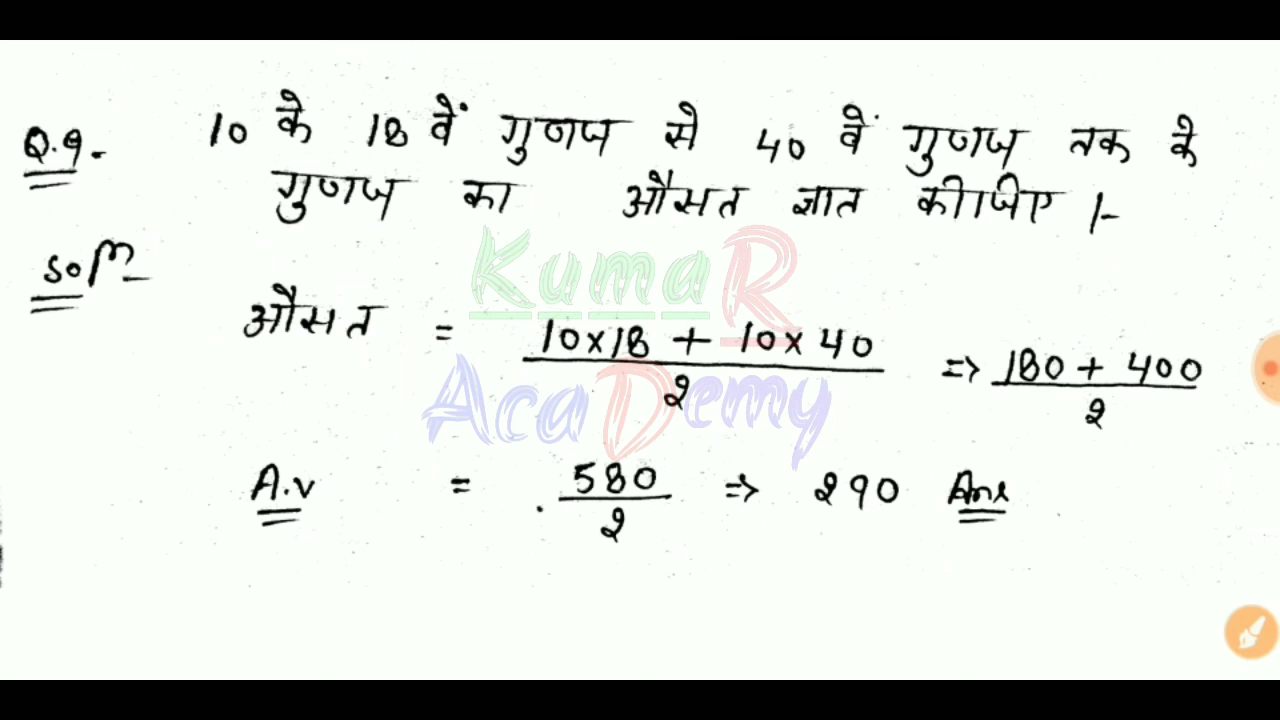 Q.9. 10 के 18 वें गुणज से 40 वें गुणज तक के
गुणज का औसत ज्ञात कीजिए ।-
KumaR
Soln-
औसत = 10×18 + 10×40 / 2 => 180 + 400 / 2
AcaDemy
A.v = 580 / 2 => 290 Ans